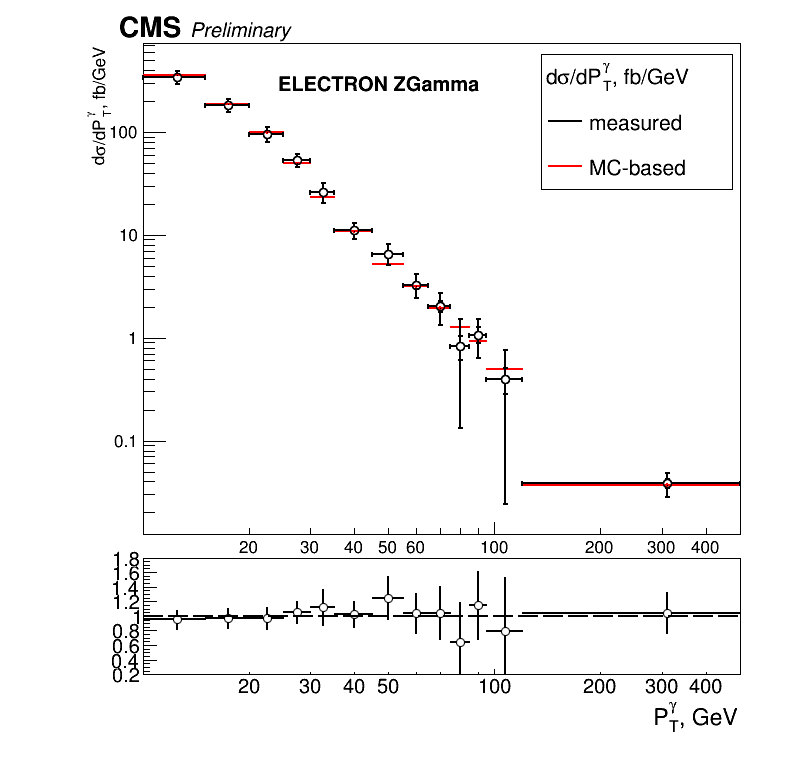 CMS Preliminary
dσ/dP_T^γ, fb/GeV
ELECTRON ZGamma
dσ/dP_T^γ, fb/GeV
measured
MC-based
100
10
1
0.1
20 30 40 50 60 100 200 300 400
1.8
1.6
1.4
1.2
1
0.8
0.6
0.4
0.2
20 30 40 50 100 200 300 400
P_T^γ, GeV